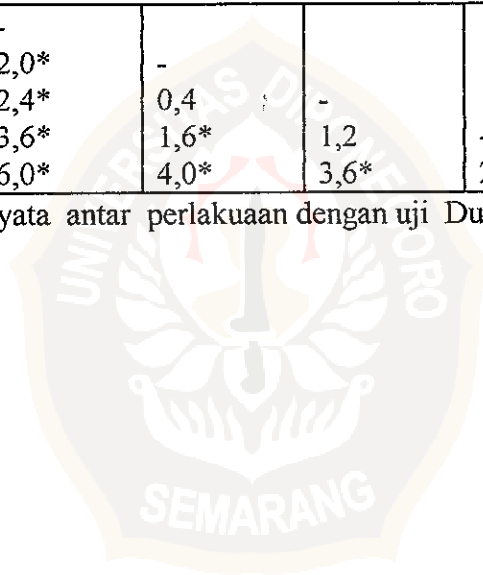 -
2,0* -
2,4* 0,4 -
3,6* 1,6* 1,2
6,0* 4,0* 3,6*
yata antar perlakuaan dengan uji Du
UNIVERSITAS DIPONEGORO
SEMARANG